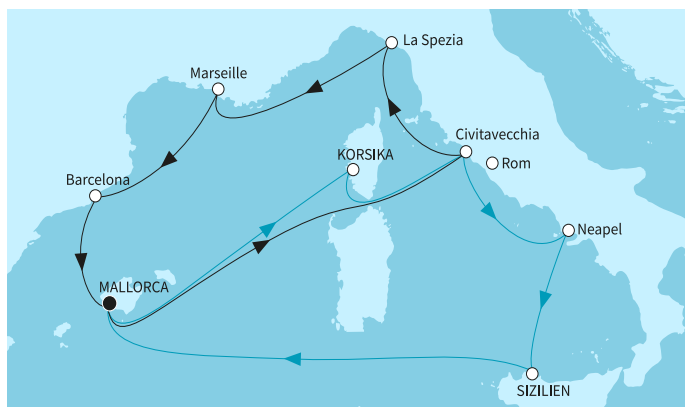 La Spezia
Marseille
Civitavecchia
KORSIKA
Rom
Barcelona
Neapel
MALLORCA
SIZILIEN